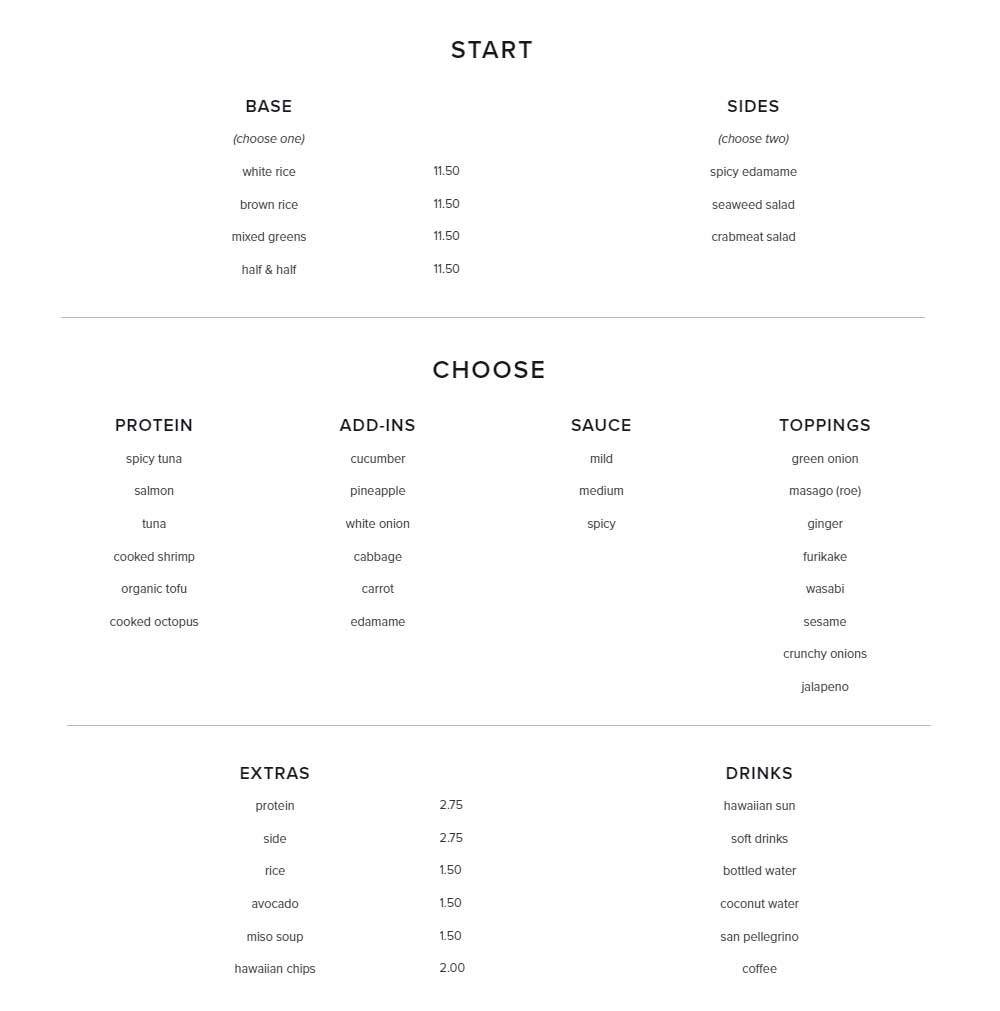 START
BASE
(choose one)
white rice 11.50
brown rice 11.50
mixed greens 11.50
half & half 11.50
SIDES
(choose two)
spicy edamame
seaweed salad
crabmeat salad
CHOOSE
PROTEIN
spicy tuna
salmon
tuna
cooked shrimp
organic tofu
cooked octopus
ADD-INS
cucumber
pineapple
white onion
cabbage
carrot
edamame
SAUCE
mild
medium
spicy
TOPPINGS
green onion
masago (roe)
ginger
furikake
wasabi
sesame
crunchy onions
jalapeno
EXTRAS
protein 2.75
side 2.75
rice 1.50
avocado 1.50
miso soup 1.50
hawaiian chips 2.00
DRINKS
hawaiian sun
soft drinks
bottled water
coconut water
san pellegrino
coffee